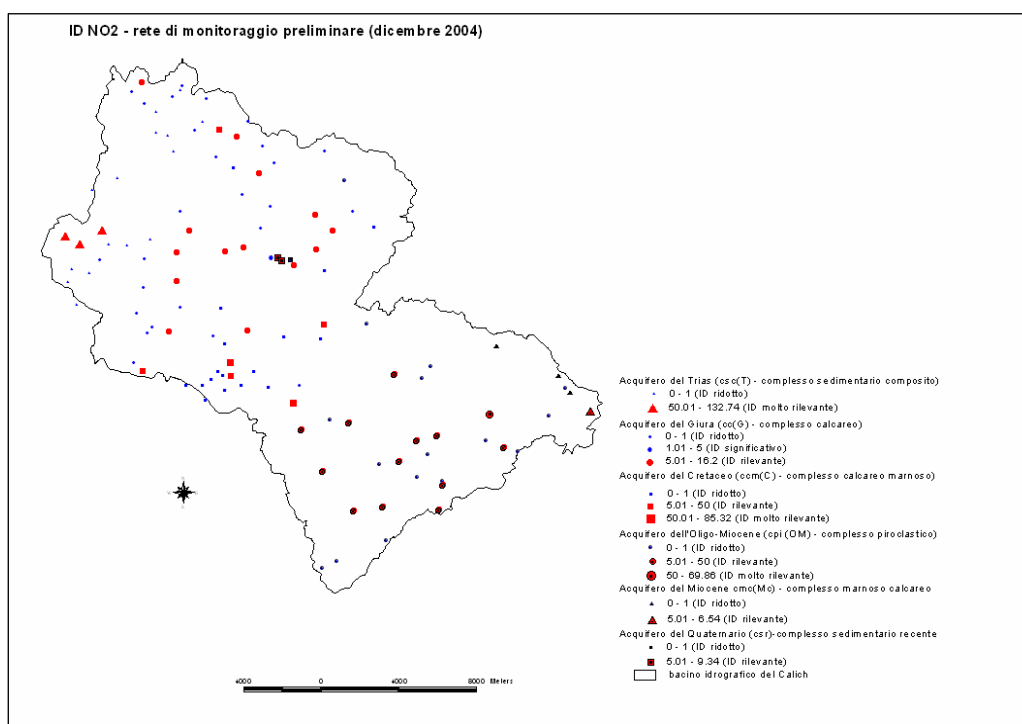 ID NO2 - rete di monitoraggio preliminare (dicembre 2004)
Acquifero del Trias (csc(T) - complesso sedimentario composito)
0 - 1 (ID ridotto)
50.01 - 132.74 (ID molto rilevante)
Acquifero del Giura (cc(G) - complesso calcareo)
0 - 1 (ID ridotto)
1.01 - 5 (ID significativo)
5.01 - 16.2 (ID rilevante)
Acquifero del Cretaceo (ccm(C) - complesso calcareo marnoso)
0 - 1 (ID ridotto)
5.01 - 50 (ID rilevante)
50.01 - 85.32 (ID molto rilevante)
Acquifero dell'Oligo-Miocene (cpi (OM) - complesso piroclastico)
0 - 1 (ID ridotto)
5.01 - 50 (ID rilevante)
50 - 69.86 (ID molto rilevante)
Acquifero del Miocene cmc(Mc) - complesso marnoso calcareo
0 - 1 (ID ridotto)
5.01 - 6.54 (ID rilevante)
Acquifero del Quaternario (csr)-complesso sedimentario recente
0 - 1 (ID ridotto)
5.01 - 9.34 (ID rilevante)
bacino idrografico del Calich
4000 0 4000 8000 Meters